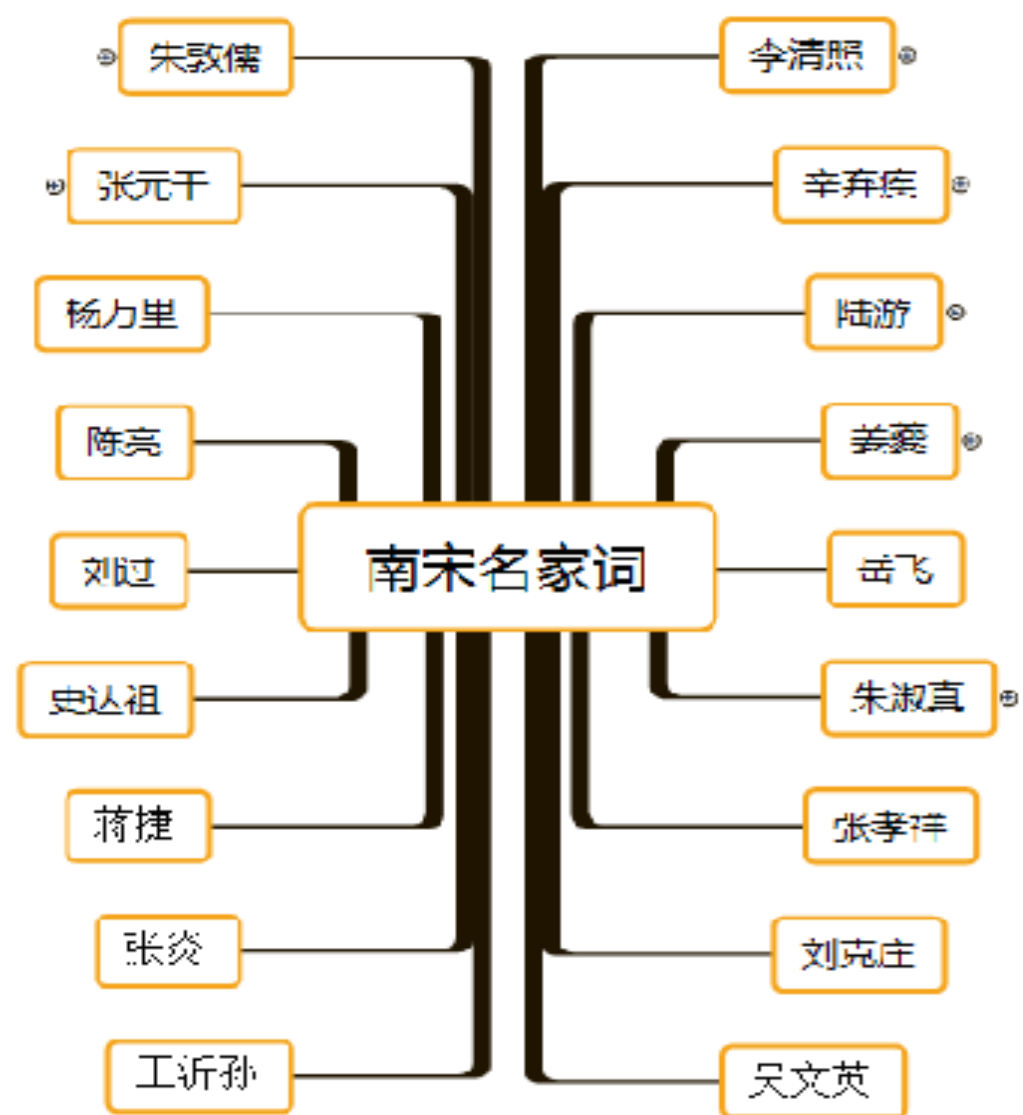 南宋名家词
李清照
辛弃疾
陆游
姜夔
岳飞
朱淑真
张孝祥
刘克庄
吴文英
朱敦儒
张元干
杨万里
陈亮
刘过
史达祖
蒋捷
张炎
王沂孙